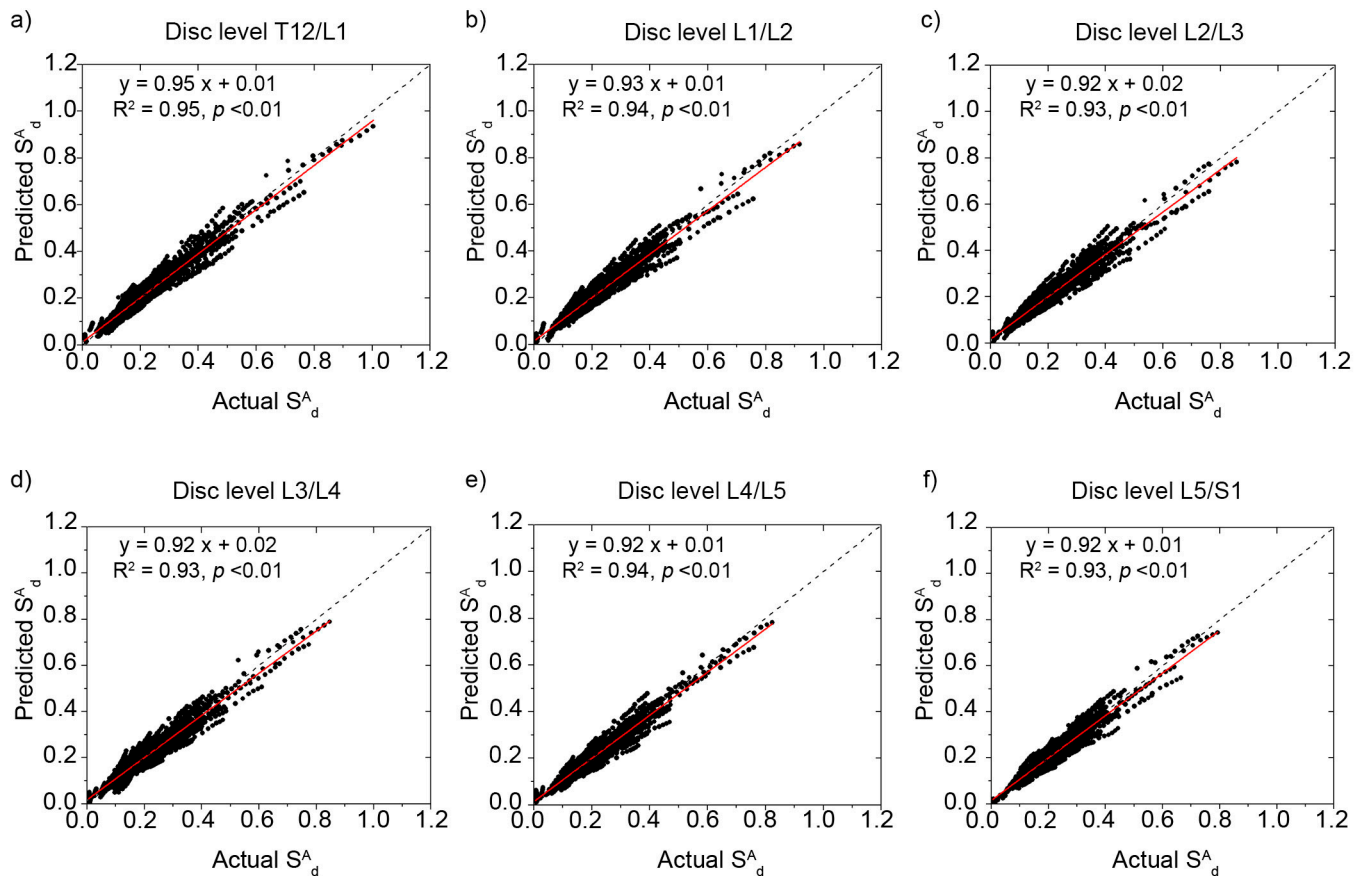 a) Disc level T12/L1
y = 0.95 x + 0.01
R² = 0.95, p <0.01
Predicted Sᴬd
1.2
1.0
0.8
0.6
0.4
0.2
0.0
0.0 0.2 0.4 0.6 0.8 1.0 1.2
Actual Sᴬd
b) Disc level L1/L2
y = 0.93 x + 0.01
R² = 0.94, p <0.01
Predicted Sᴬd
1.2
1.0
0.8
0.6
0.4
0.2
0.0
0.0 0.2 0.4 0.6 0.8 1.0 1.2
Actual Sᴬd
c) Disc level L2/L3
y = 0.92 x + 0.02
R² = 0.93, p <0.01
Predicted Sᴬd
1.2
1.0
0.8
0.6
0.4
0.2
0.0
0.0 0.2 0.4 0.6 0.8 1.0 1.2
Actual Sᴬd
d) Disc level L3/L4
y = 0.92 x + 0.02
R² = 0.93, p <0.01
Predicted Sᴬd
1.2
1.0
0.8
0.6
0.4
0.2
0.0
0.0 0.2 0.4 0.6 0.8 1.0 1.2
Actual Sᴬd
e) Disc level L4/L5
y = 0.92 x + 0.01
R² = 0.94, p <0.01
Predicted Sᴬd
1.2
1.0
0.8
0.6
0.4
0.2
0.0
0.0 0.2 0.4 0.6 0.8 1.0 1.2
Actual Sᴬd
f) Disc level L5/S1
y = 0.92 x + 0.01
R² = 0.93, p <0.01
Predicted Sᴬd
1.2
1.0
0.8
0.6
0.4
0.2
0.0
0.0 0.2 0.4 0.6 0.8 1.0 1.2
Actual Sᴬd